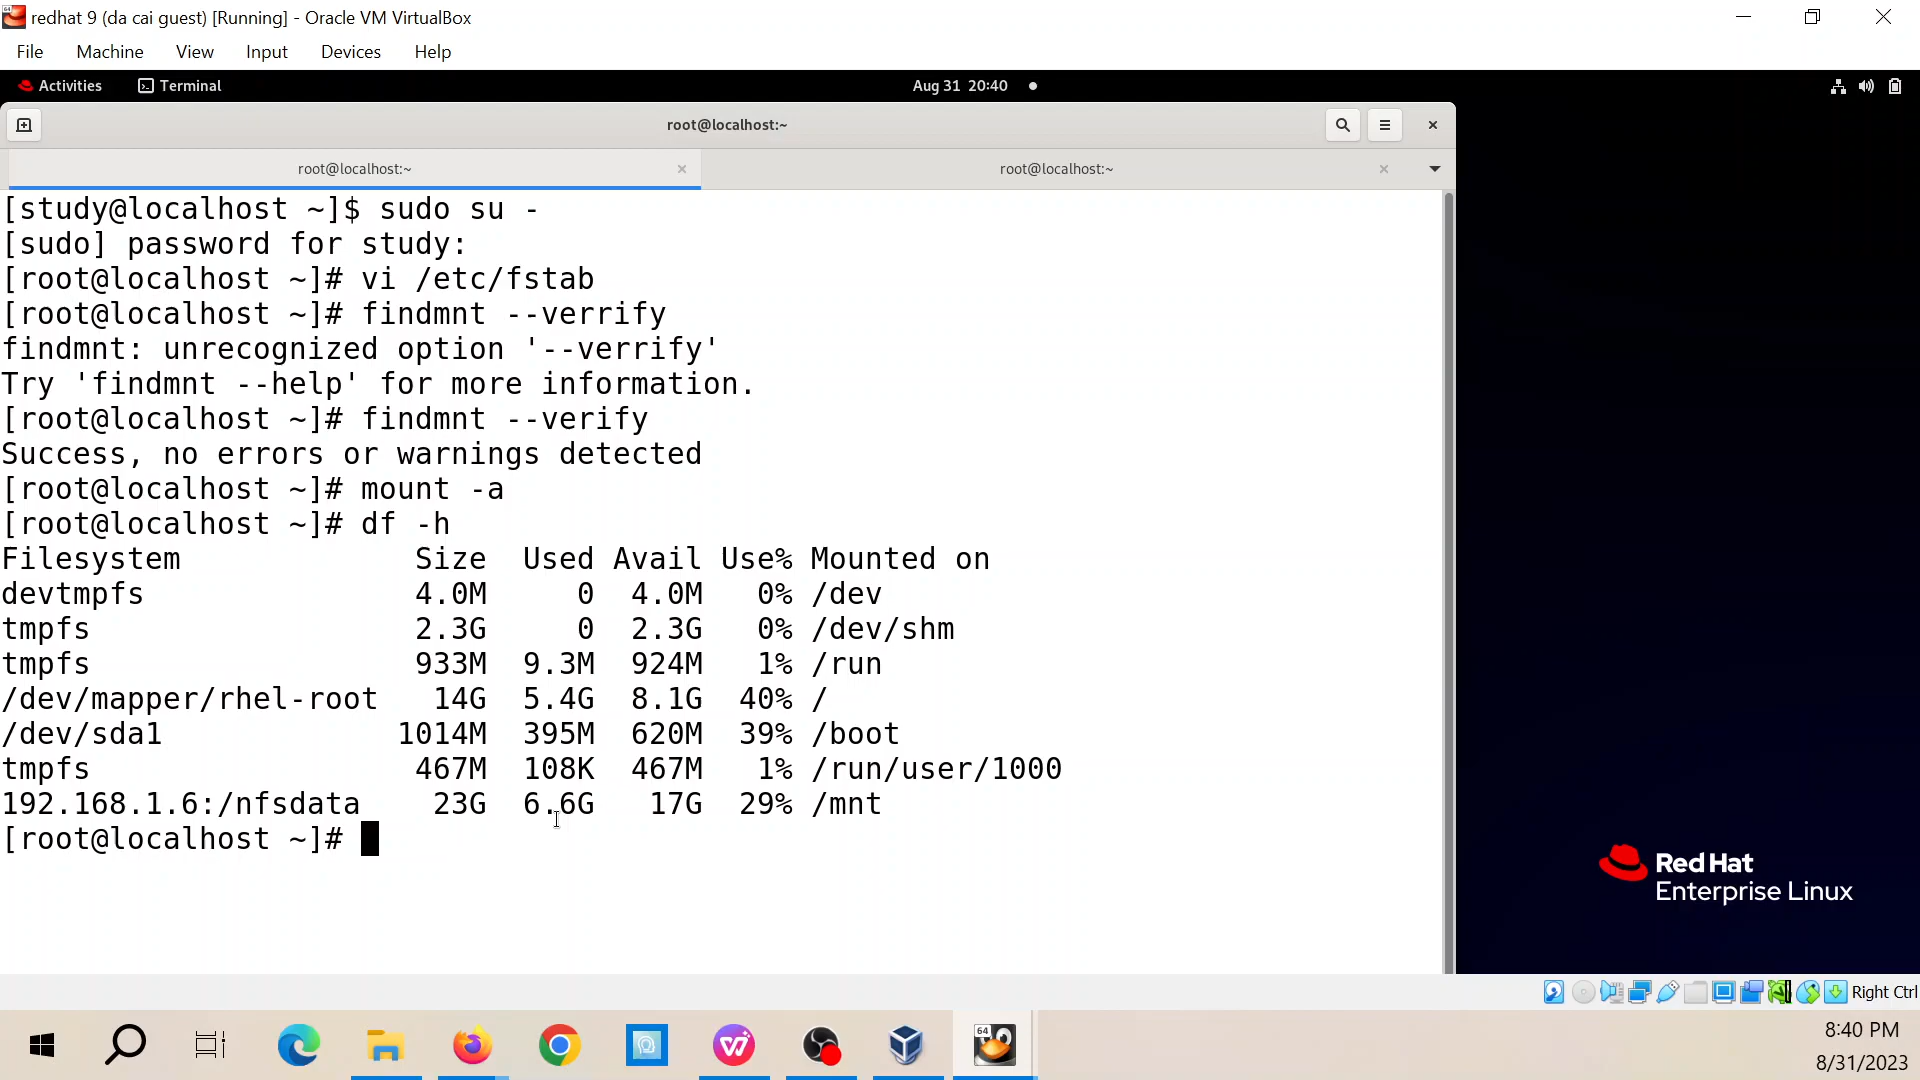 redhat 9 (da cai guest) [Running] - Oracle VM VirtualBox
File Machine View Input Devices Help
Activities Terminal Aug 31 20:40
root@localhost:~
root@localhost:~ root@localhost:~
[study@localhost ~]$ sudo su -
[sudo] password for study:
[root@localhost ~]# vi /etc/fstab
[root@localhost ~]# findmnt --verrify
findmnt: unrecognized option '--verrify'
Try 'findmnt --help' for more information.
[root@localhost ~]# findmnt --verify
Success, no errors or warnings detected
[root@localhost ~]# mount -a
[root@localhost ~]# df -h
Filesystem Size Used Avail Use% Mounted on
devtmpfs 4.0M 0 4.0M 0% /dev
tmpfs 2.3G 0 2.3G 0% /dev/shm
tmpfs 933M 9.3M 924M 1% /run
/dev/mapper/rhel-root 14G 5.4G 8.1G 40% /
/dev/sda1 1014M 395M 620M 39% /boot
tmpfs 467M 108K 467M 1% /run/user/1000
192.168.1.6:/nfsdata 23G 6.6G 17G 29% /mnt
[root@localhost ~]#
Red Hat
Enterprise Linux
Right Ctrl
64
8:40 PM
8/31/2023